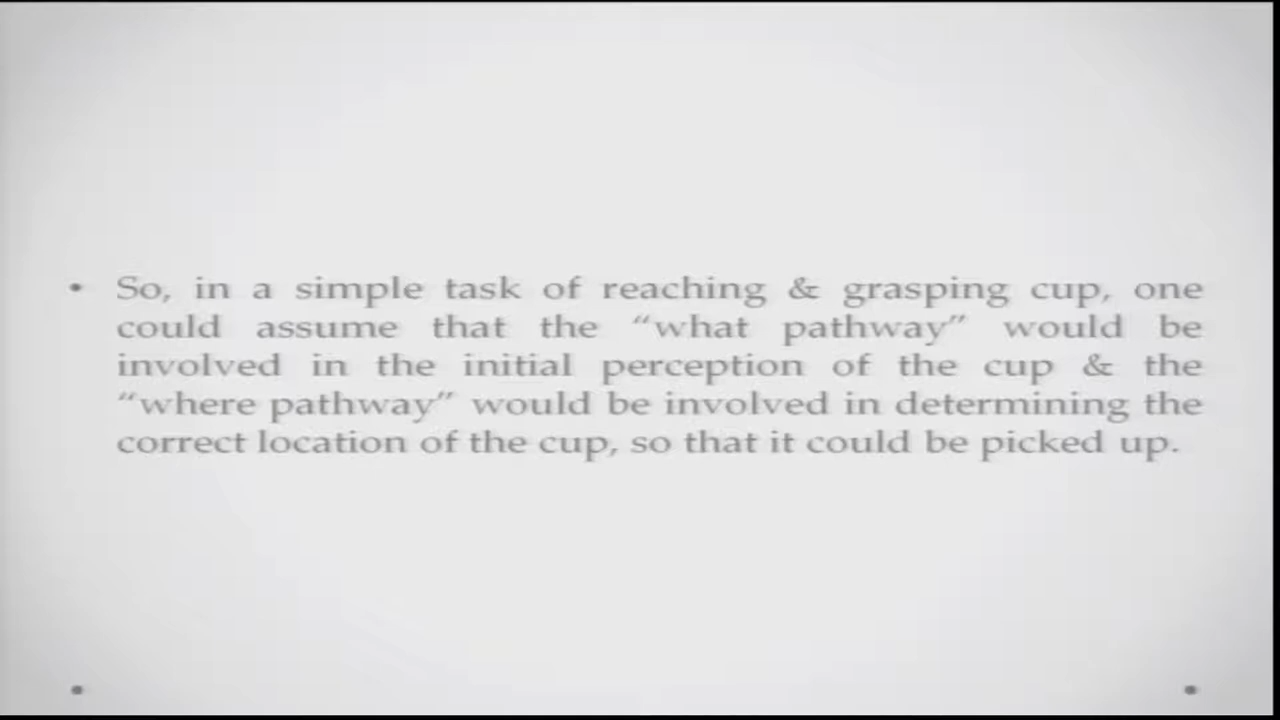 • So, in a simple task of reaching & grasping cup, one
could assume that the “what pathway” would be
involved in the initial perception of the cup & the
“where pathway” would be involved in determining the
correct location of the cup, so that it could be picked up.